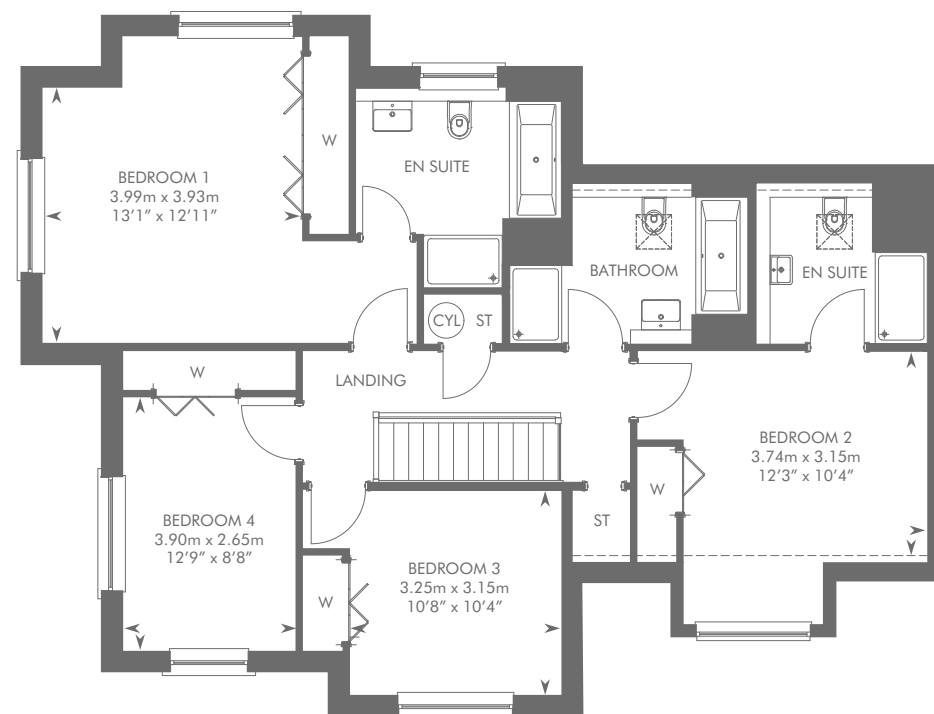 W
BEDROOM 1
3.99m x 3.93m
13’1” x 12’11”
EN SUITE
BATHROOM
EN SUITE
CYL ST
W
LANDING
BEDROOM 2
3.74m x 3.15m
12’3” x 10’4”
W
BEDROOM 4
3.90m x 2.65m
12’9” x 8’8”
ST
BEDROOM 3
3.25m x 3.15m
10’8” x 10’4”
W